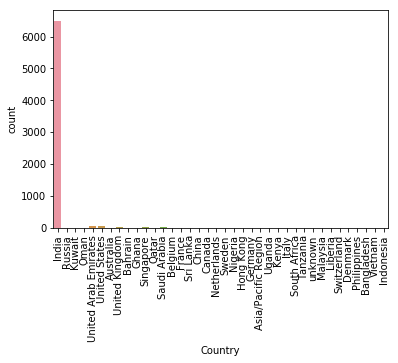 count
6000
5000
4000
3000
2000
1000
0
India
Russia
Kuwait
Oman
United Arab Emirates
United States
Australia
United Kingdom
Bahrain
Ghana
Singapore
Qatar
Saudi Arabia
Belgium
France
Sri Lanka
China
Canada
Netherlands
Sweden
Nigeria
Hong Kong
Germany
Asia/Pacific Region
Uganda
Kenya
Italy
South Africa
Tanzania
unknown
Malaysia
Liberia
Switzerland
Denmark
Philippines
Bangladesh
Vietnam
Indonesia
Country